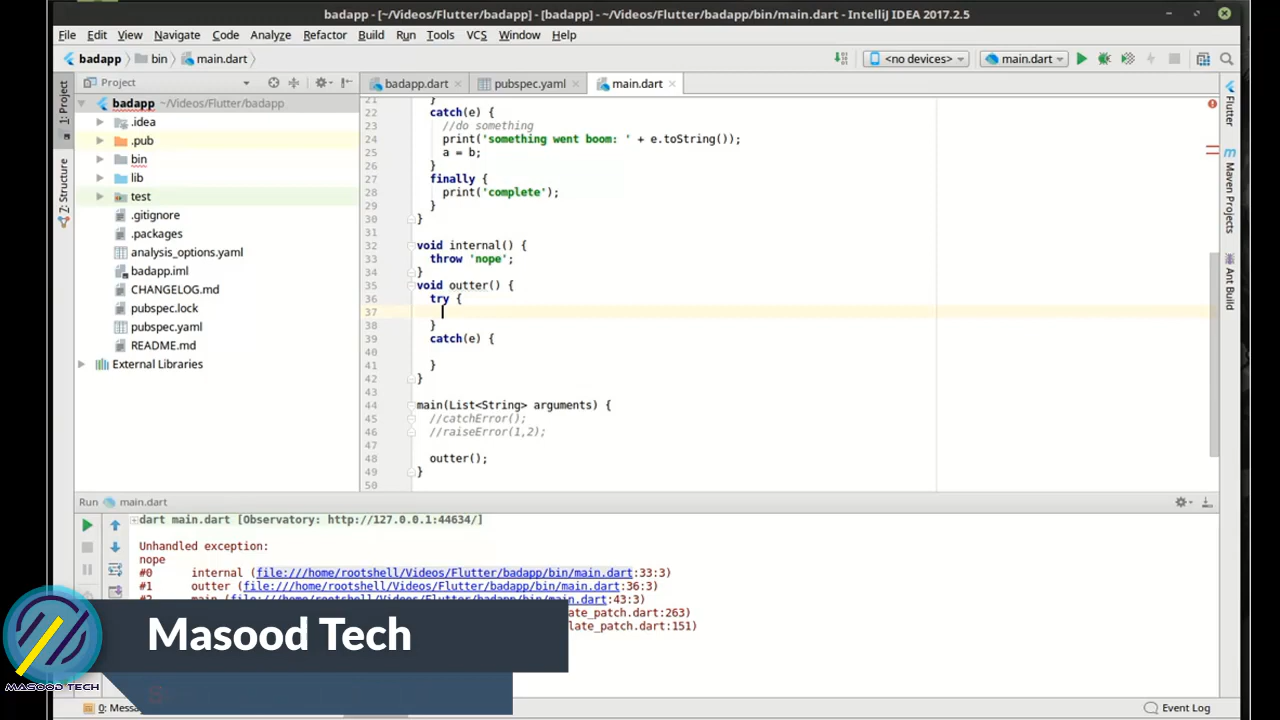 badapp - [~/Videos/Flutter/badapp] - [badapp] - ~/Videos/Flutter/badapp/bin/main.dart - IntelliJ IDEA 2017.2.5
File Edit View Navigate Code Analyze Refactor Build Run Tools VCS Window Help
badapp bin main.dart <no devices> main.dart
Project badapp.dart pubspec.yaml main.dart
1: Project
Z: Structure
Flutter
Maven Projects
Ant Build
badapp ~/Videos/Flutter/badapp
.idea
.pub
bin
lib
test
.gitignore
.packages
analysis_options.yaml
badapp.iml
CHANGELOG.md
pubspec.lock
pubspec.yaml
README.md
External Libraries
21 }
22 catch(e) {
23 //do something
24 print('something went boom: ' + e.toString());
25 a = b;
26 }
27 finally {
28 print('complete');
29 }
30 }
31
32 void internal() {
33 throw 'nope';
34 }
35 void outter() {
36 try {
37
38 }
39 catch(e) {
40
41 }
42 }
43
44 main(List<String> arguments) {
45 //catchError();
46 //raiseError(1,2);
47
48 outter();
49 }
50
Run main.dart
dart main.dart [Observatory: http://127.0.0.1:44634/]
Unhandled exception:
nope
#0 internal (file:///home/rootshell/Videos/Flutter/badapp/bin/main.dart:33:3)
#1 outter (file:///home/rootshell/Videos/Flutter/badapp/bin/main.dart:36:3)
#2 main (file:///home/rootshell/Videos/Flutter/badapp/bin/main.dart:43:3)
late_patch.dart:263)
late_patch.dart:151)
Masood Tech
MASOOD TECH
0: Messa
Event Log